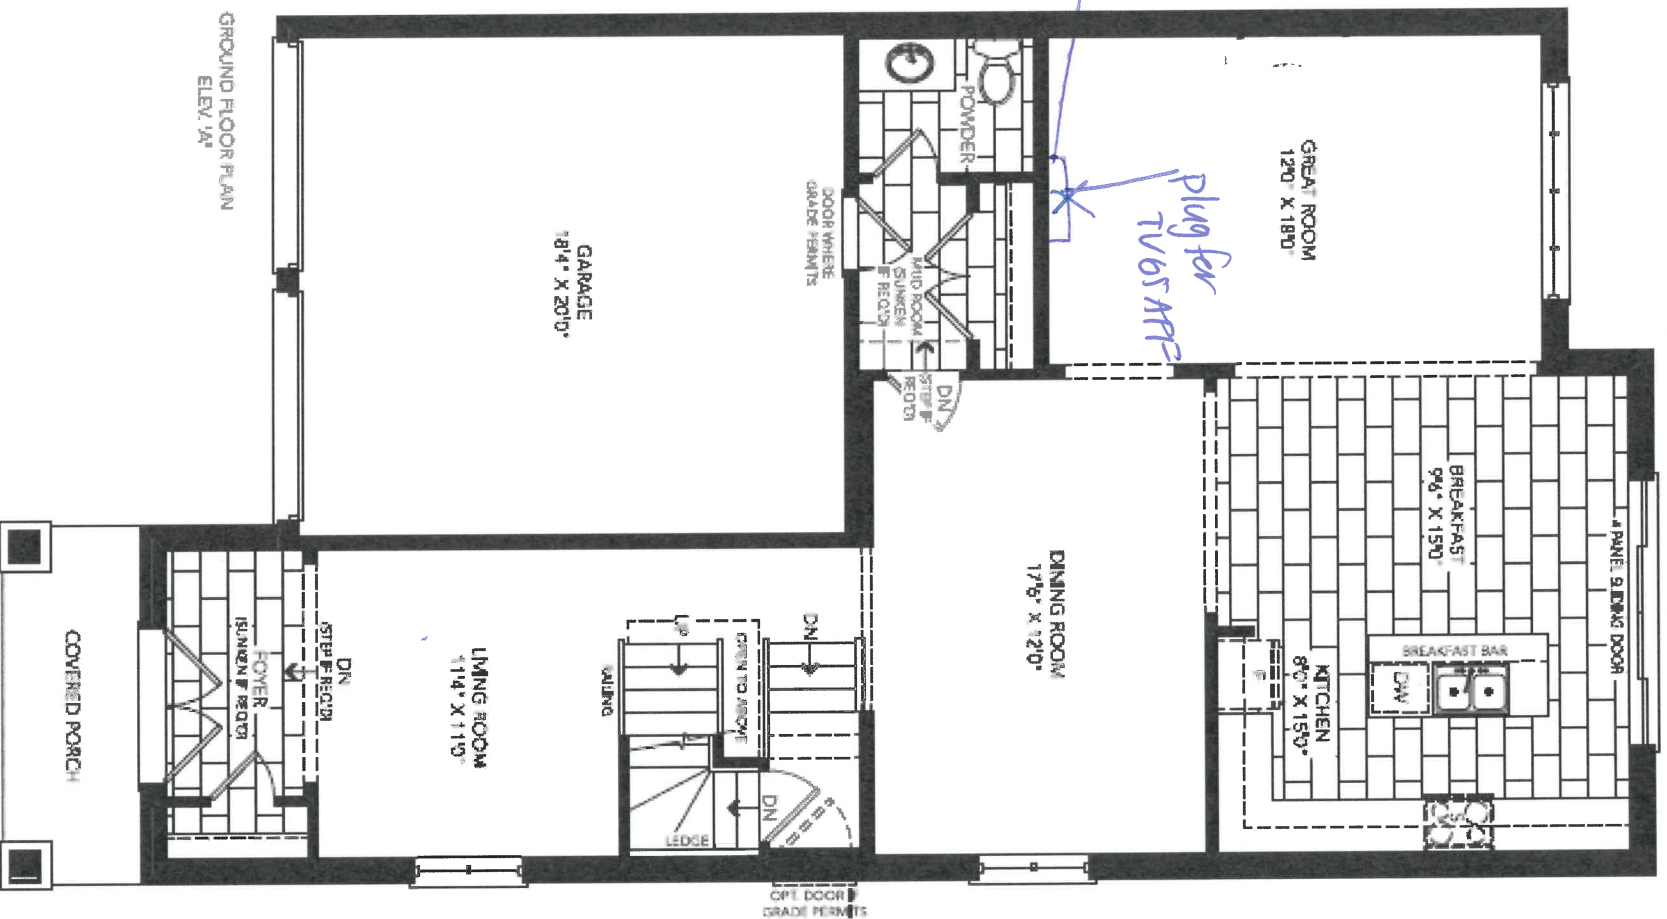 GROUND FLOOR PLAN
ELEV. 'A'
GARAGE
18'4" X 20'0"
POWDER
DOOR WHERE
GRADE PERMITS
MUD ROOM
(SUNKEN
IF REQ'D)
DN
(STEP IF
REQ'D)
plug for
TV 65 APP
GREAT ROOM
12'0" X 18'0"
BREAKFAST
9'6" X 15'0"
PANEL SLIDING DOOR
BREAKFAST BAR
DW
KITCHEN
8'0" X 15'0"
F
DINING ROOM
17'6" X 12'0"
DN
UP
OPEN TO ABOVE
RAILING
DN
LEDGE
OPT. DOOR IF
GRADE PERMITS
LIVING ROOM
11'4" X 11'0"
DN
(STEP IF REQ'D)
FOYER
(SUNKEN IF REQ'D)
COVERED PORCH